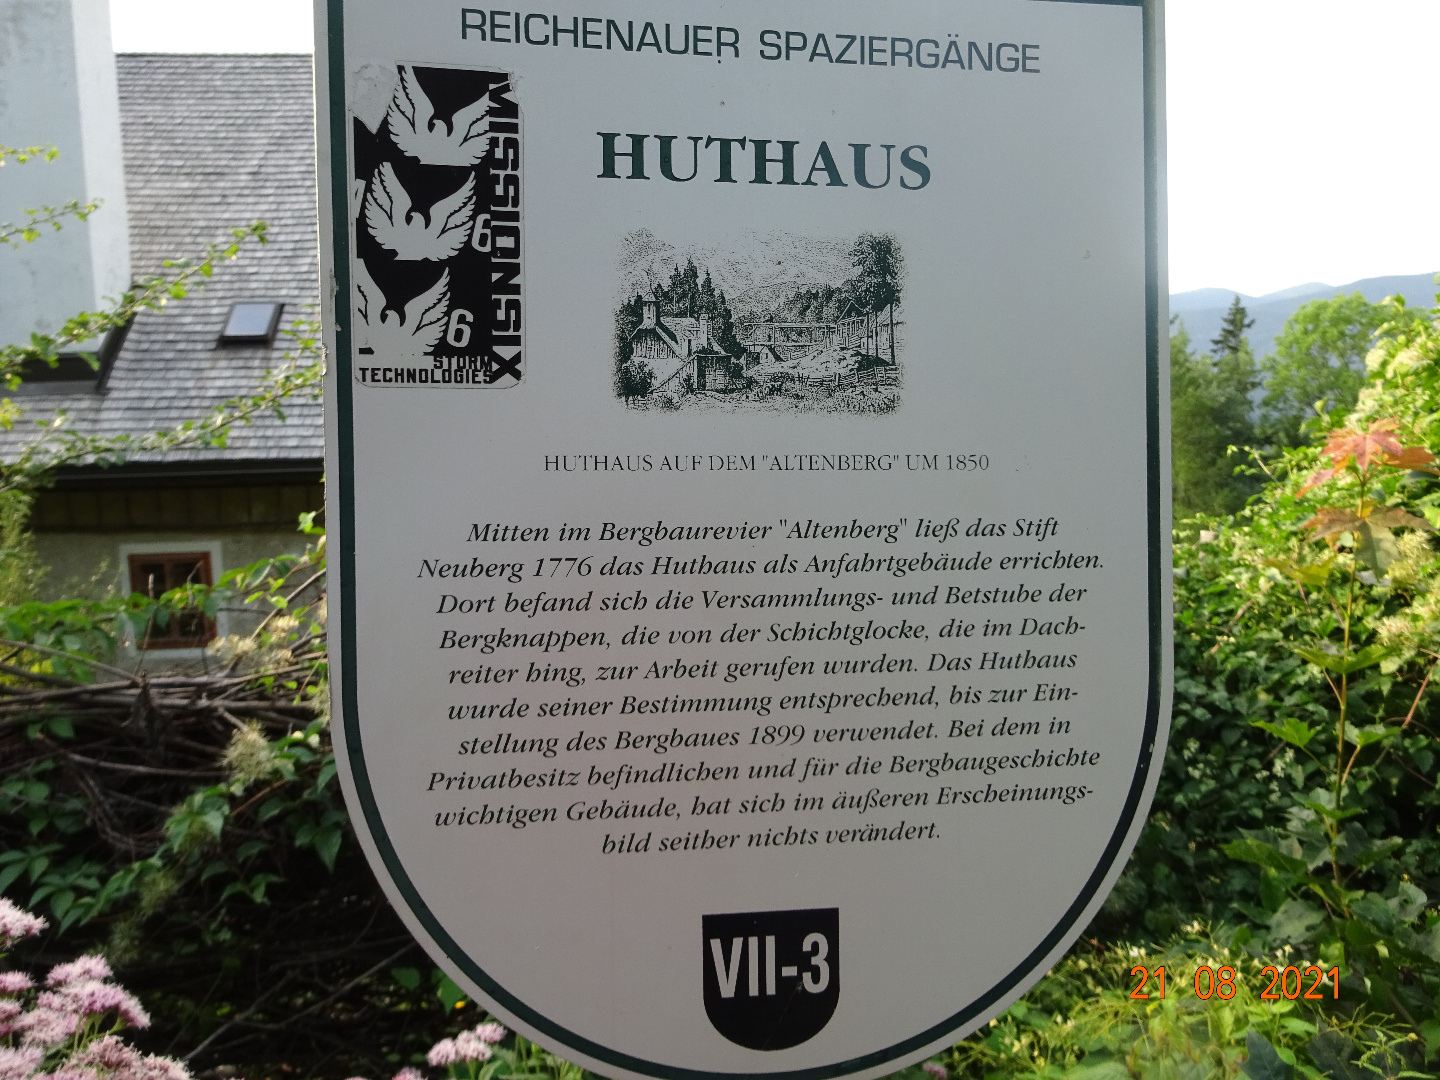 REICHENAUER SPAZIERGÄNGE
MISSIONSIX
6
6
STORM
TECHNOLOGIES
HUTHAUS
HUTHAUS AUF DEM "ALTENBERG" UM 1850
Mitten im Bergbaurevier "Altenberg" ließ das Stift
Neuberg 1776 das Huthaus als Anfahrtgebäude errichten.
Dort befand sich die Versammlungs- und Betstube der
Bergknappen, die von der Schichtglocke, die im Dach-
reiter hing, zur Arbeit gerufen wurden. Das Huthaus
wurde seiner Bestimmung entsprechend, bis zur Ein-
stellung des Bergbaues 1899 verwendet. Bei dem in
Privatbesitz befindlichen und für die Bergbaugeschichte
wichtigen Gebäude, hat sich im äußeren Erscheinungs-
bild seither nichts verändert.
VII-3
21 08 2021